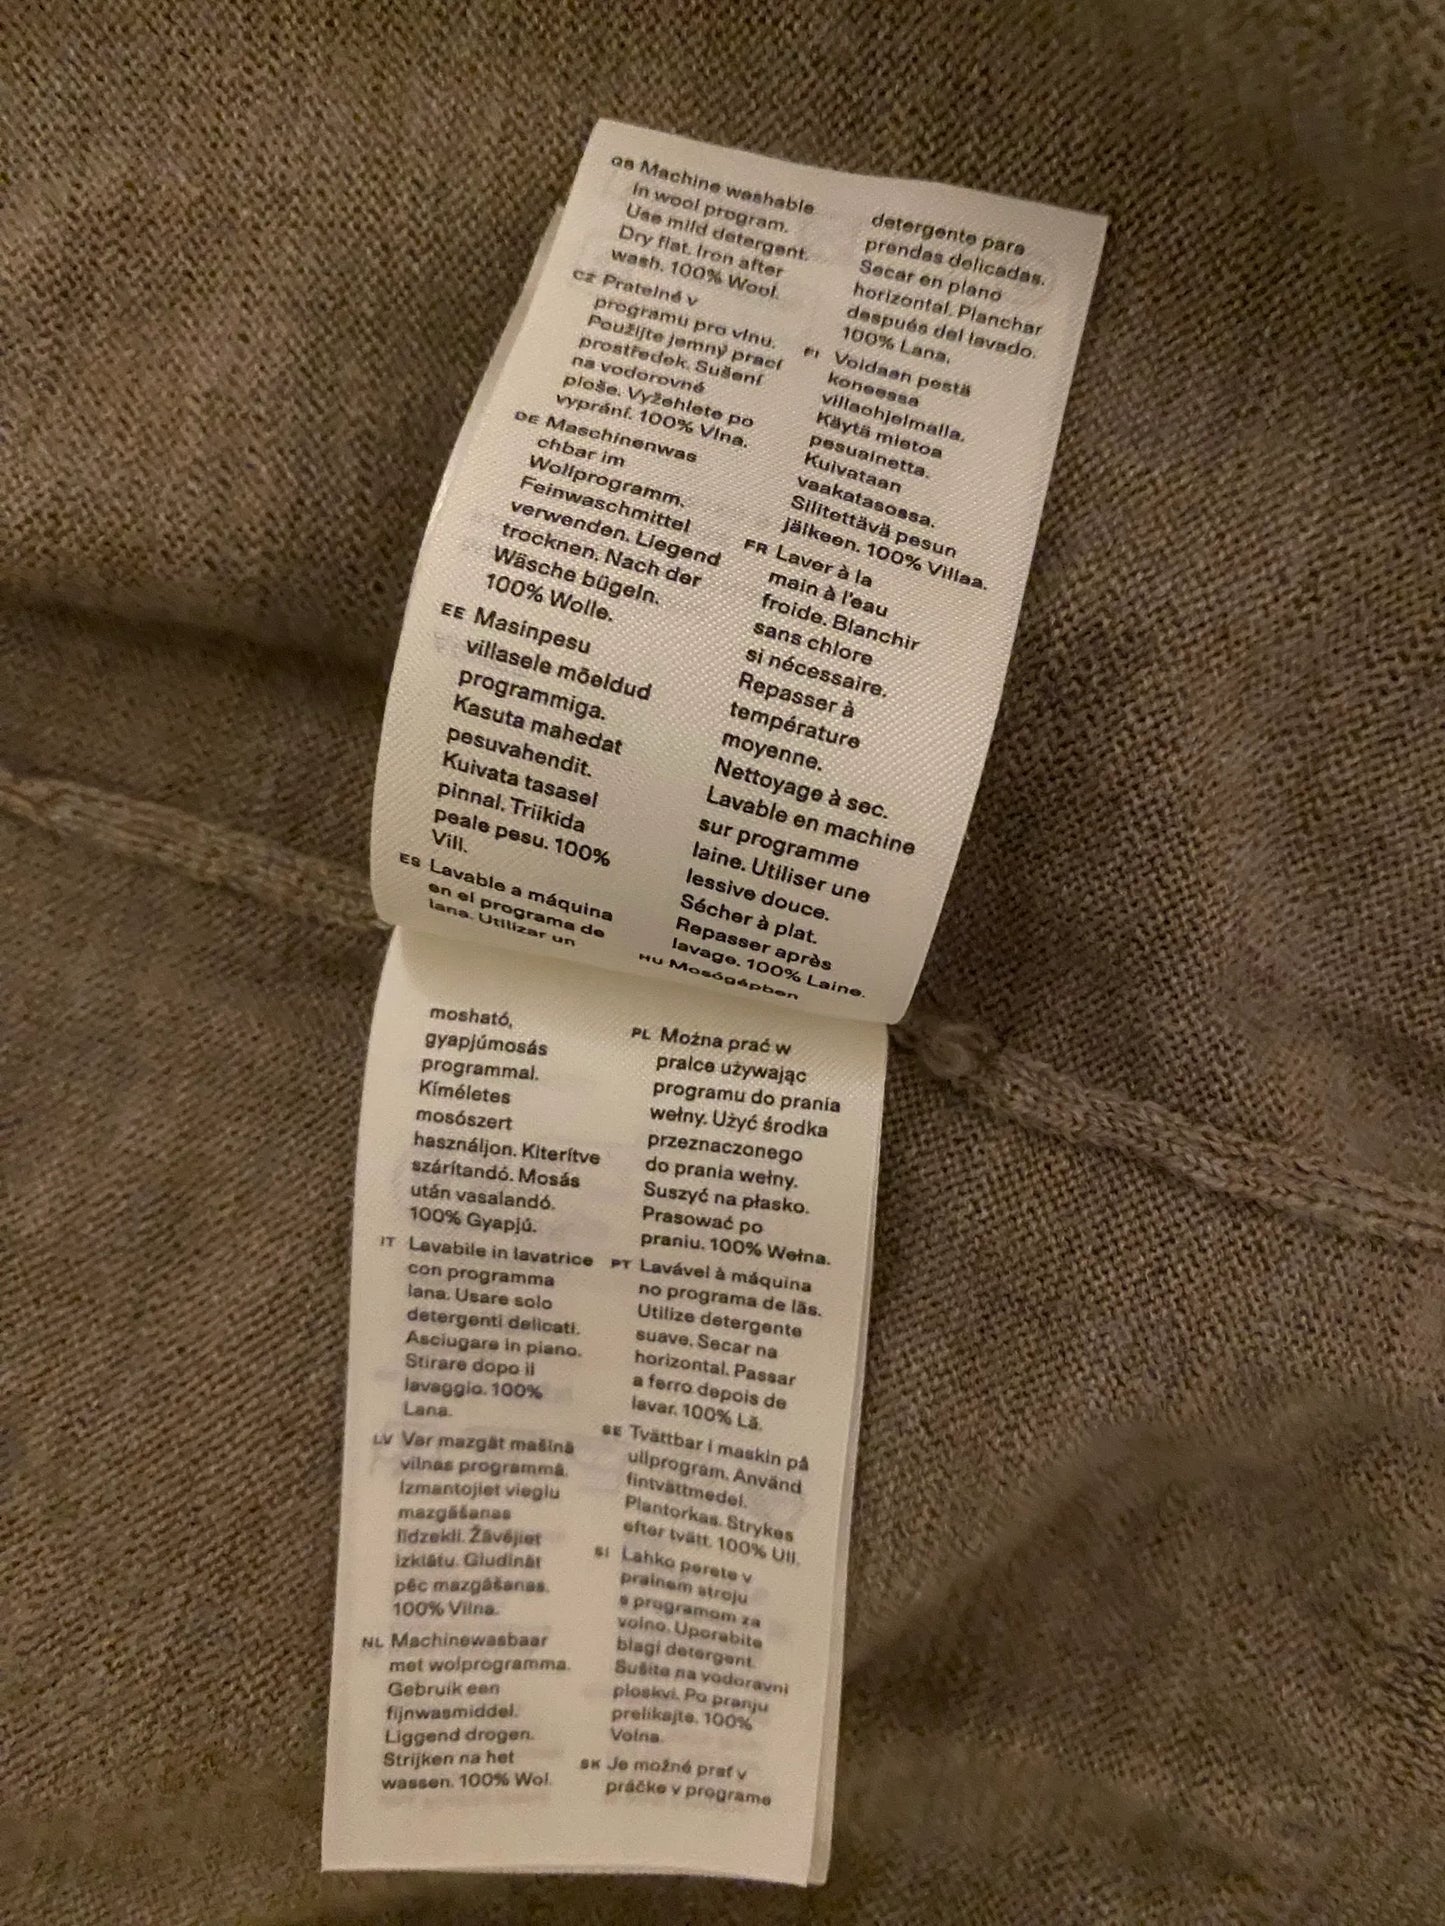 GB Machine washable
in wool program.
Use mild detergent.
Dry flat. Iron after
wash. 100% Wool.
CZ Pratelné v
programu pro vlnu.
Použijte jemný prací
prostředek. Sušení
na vodorovné
ploše. Vyžehlete po
vyprání. 100% Vlna.
DE Maschinenwas
chbar im
Wollprogramm.
Feinwaschmittel
verwenden. Liegend
trocknen. Nach der
Wäsche bügeln.
100% Wolle.
EE Masinpesu
villasele mõeldud
programmiga.
Kasuta mahedat
pesuvahendit.
Kuivata tasasel
pinnal. Triikida
peale pesu. 100%
Vill.
ES Lavable a máquina
en el programa de
lana. Utilizar un
detergente para
prendas delicadas.
Secar en plano
horizontal. Planchar
después del lavado.
100% Lana.
FI Voidaan pestä
koneessa
villaohjelmalla.
Käytä mietoa
pesuainetta.
Kuivataan
vaakatasossa.
Silitettävä pesun
jälkeen. 100% Villaa.
FR Laver à la
main à l'eau
froide. Blanchir
sans chlore
si nécessaire.
Repasser à
température
moyenne.
Nettoyage à sec.
Lavable en machine
sur programme
laine. Utiliser une
lessive douce.
Sécher à plat.
Repasser après
lavage. 100% Laine.
HU Mosógépben
mosható,
gyapjúmosás
programmal.
Kíméletes
mosószert
használjon. Kiterítve
szárítandó. Mosás
után vasalandó.
100% Gyapjú.
IT Lavabile in lavatrice
con programma
lana. Usare solo
detergenti delicati.
Asciugare in piano.
Stirare dopo il
lavaggio. 100%
Lana.
LV Var mazgāt mašīnā
vilnas programmā.
Izmantojiet vieglu
mazgāšanas
līdzekli. Žāvējiet
izklātu. Gludināt
pēc mazgāšanas.
100% Vilna.
NL Machinewasbaar
met wolprogramma.
Gebruik een
fijnwasmiddel.
Liggend drogen.
Strijken na het
wassen. 100% Wol.
PL Można prać w
pralce używając
programu do prania
wełny. Użyć środka
przeznaczonego
do prania wełny.
Suszyć na płasko.
Prasować po
praniu. 100% Wełna.
PT Lavável à máquina
no programa de lãs.
Utilize detergente
suave. Secar na
horizontal. Passar
a ferro depois de
lavar. 100% Lã.
SE Tvättbar i maskin på
ullprogram. Använd
fintvättmedel.
Plantorkas. Strykes
efter tvätt. 100% Ull.
SI Lahko perete v
pralnem stroju
s programom za
volno. Uporabite
blagi detergent.
Sušite na vodoravni
ploskvi. Po pranju
prelikajte. 100%
Volna.
SK Je možné prať v
práčke v programe